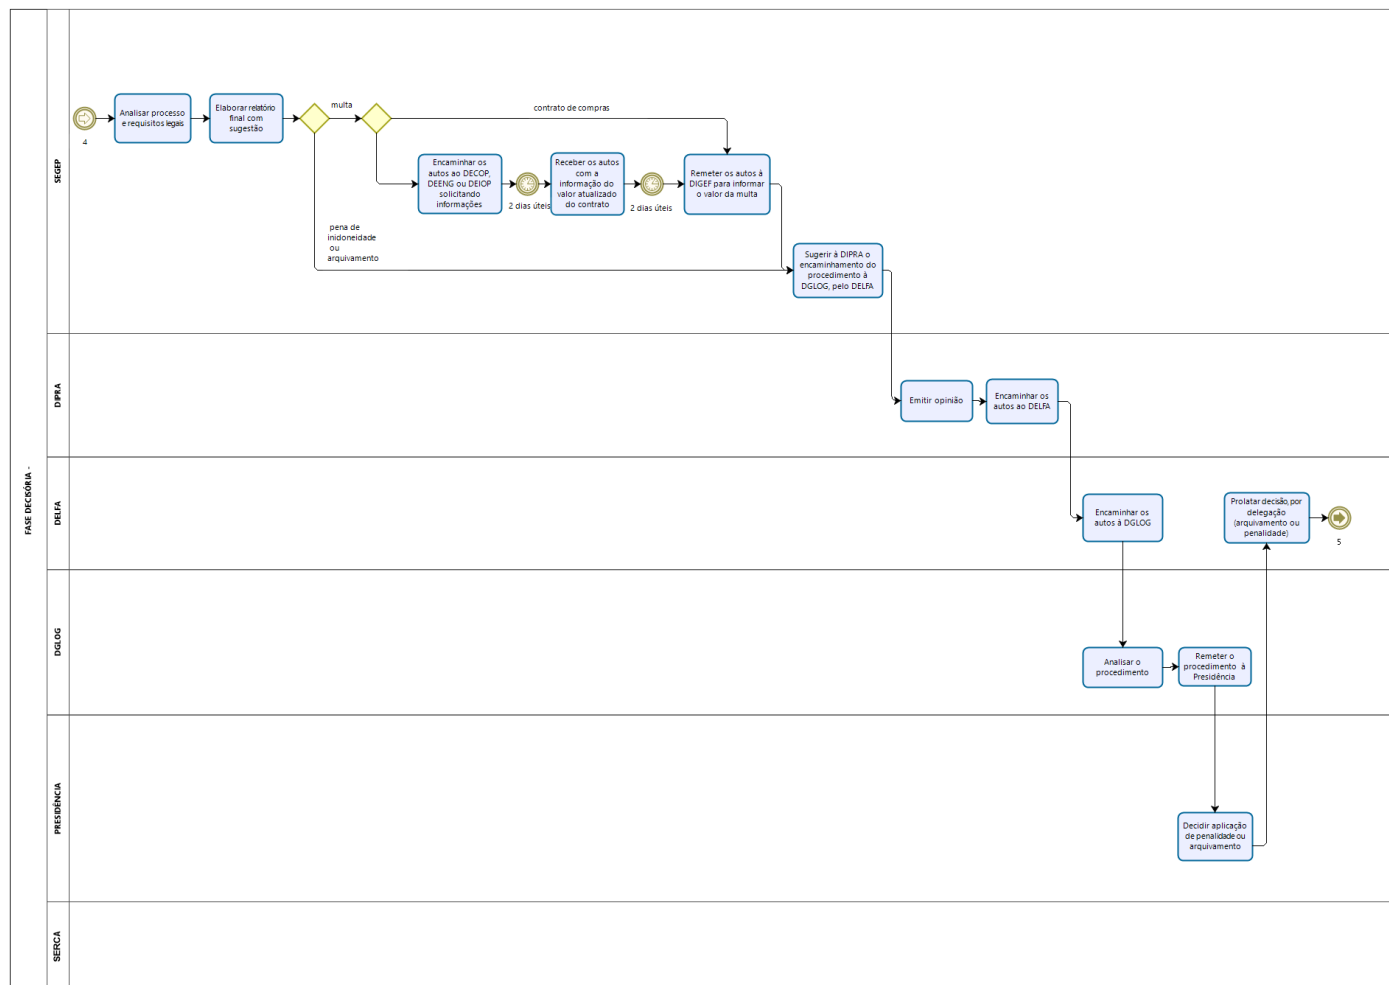 FASE DECISÓRIA -
SEGEP
4
Analisar processo
e requisitos legais
Elaborar relatório
final com
sugestão
multa
contrato de compras
Encaminhar os
autos ao DECOP,
DEENG ou DEIOP
solicitando
informações
2 dias úteis
Receber os autos
com a
informação do
valor atualizado
do contrato
2 dias úteis
Remeter os autos à
DIGEF para informar
o valor da multa
pena de
inidoneidade
ou
arquivamento
Sugerir à DIPRA o
encaminhamento do
procedimento à
DGLOG, pelo DELFA
DIPRA
Emitir opinião
Encaminhar os
autos ao DELFA
DELFA
Encaminhar os
autos à DGLOG
Prolatar decisão, por
delegação
(arquivamento ou
penalidade)
5
DGLOG
Analisar o
procedimento
Remeter o
procedimento à
Presidência
PRESIDÊNCIA
Decidir aplicação
de penalidade ou
arquivamento
SERCA